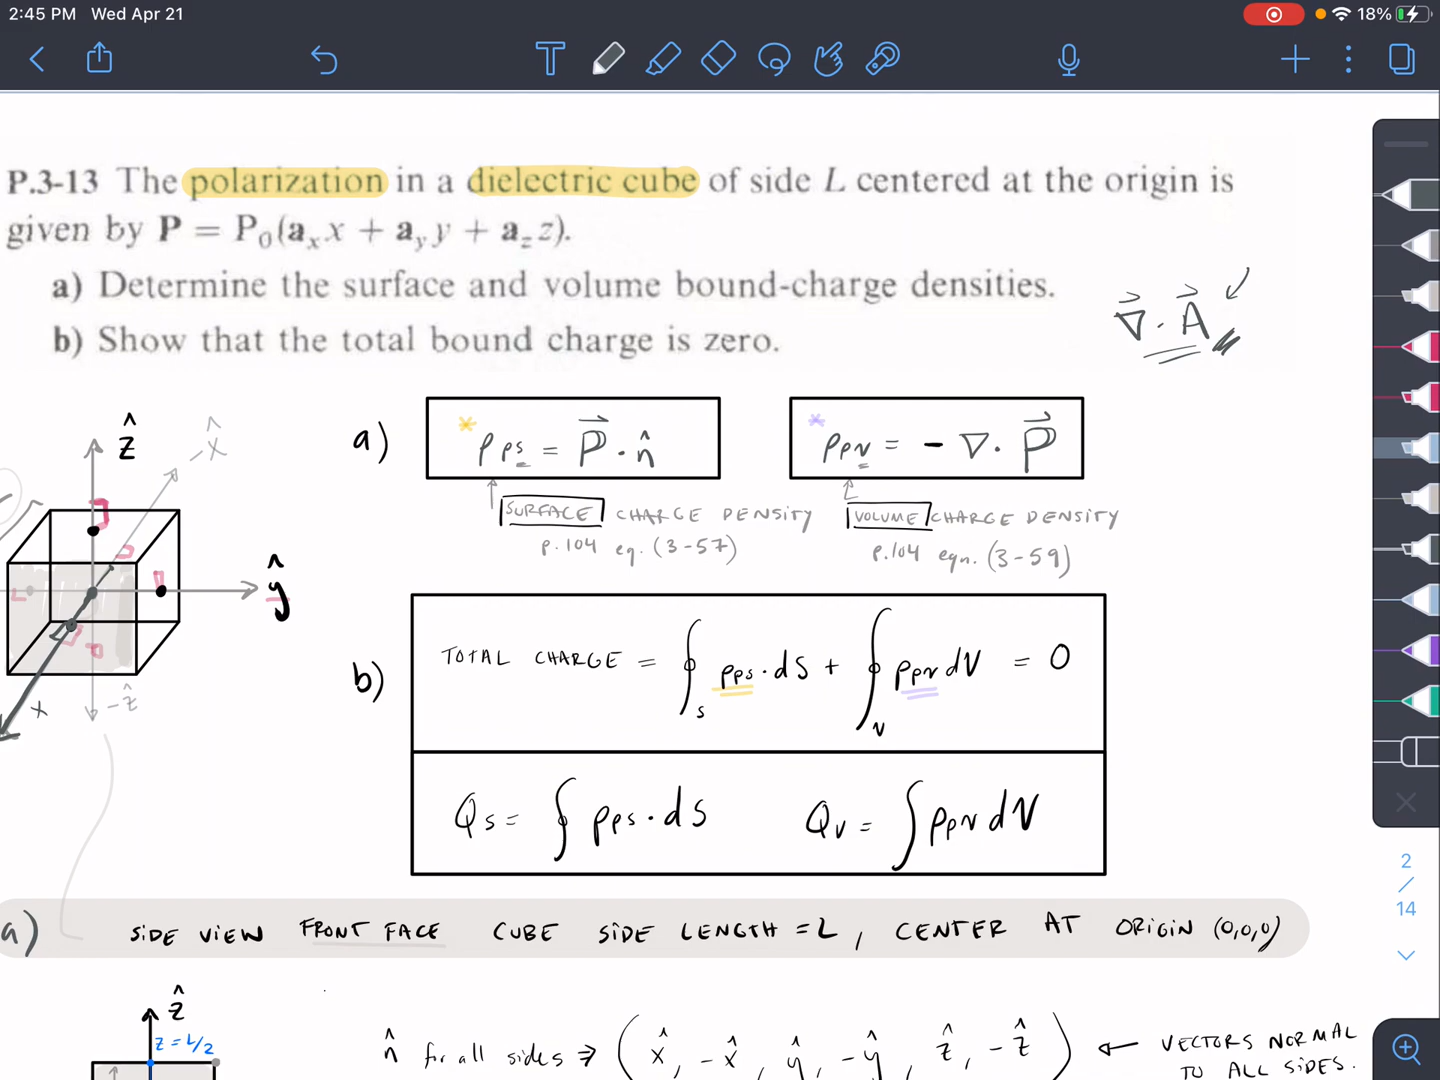 2:45 PM Wed Apr 21
18%
P.3-13 The polarization in a dielectric cube of side L centered at the origin is
given by P = P₀(aₓx + a_y y + a_z z).
a) Determine the surface and volume bound-charge densities.
b) Show that the total bound charge is zero.
∇⃗ · A⃗
a)
* ρps = P⃗ · n̂
* ρpv = - ∇ · P⃗
SURFACE CHARGE DENSITY
P.104 eq. (3-57)
VOLUME CHARGE DENSITY
P.104 eqn. (3-59)
ẑ
-x̂
ŷ
x
-ẑ
b)
TOTAL CHARGE = ∮s ρps · dS + ∮v ρpv dV = 0
Qs = ∮ ρps · ds
Qv = ∫ ρpv dV
2
/
14
a) SIDE VIEW FRONT FACE CUBE SIDE LENGTH = L, CENTER AT ORIGIN (0,0,0)
ẑ
z = L/2
n̂ for all sides ⇒ (x̂, -x̂, ŷ, -ŷ, ẑ, -ẑ) ← VECTORS NORMAL
TO ALL SIDES.